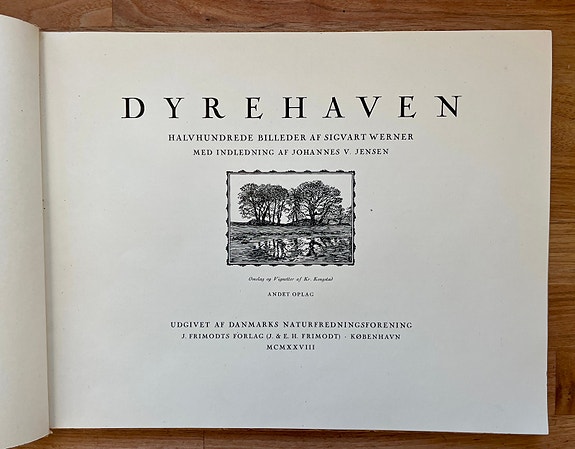 DYREHAVEN
HALVHUNDREDE BILLEDER AF SIGVART WERNER
MED INDLEDNING AF JOHANNES V. JENSEN
Omslag og Vignetter af Kr. Kongstad
ANDET OPLAG
UDGIVET AF DANMARKS NATURFREDNINGSFORENING
J. FRIMODTS FORLAG (J. & E. H. FRIMODT) · KØBENHAVN
MCMXXVIII